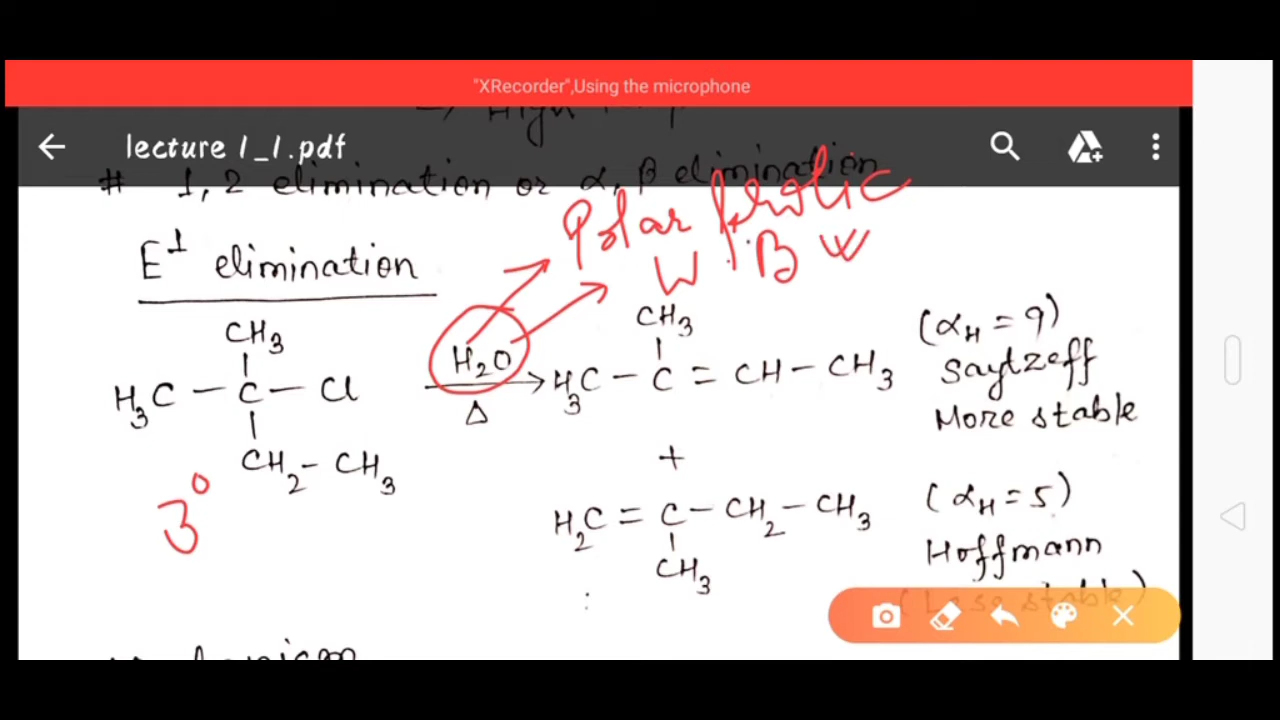 "XRecorder",Using the microphone
lecture 1_1.pdf
# 1, 2 elimination or α, β elimination
Polar protic
W B W
E1 elimination
CH3
H3C - C - Cl
CH2 - CH3
3°
H2O
Δ
CH3
H3C - C = CH - CH3
(αH = 9)
Saytzeff
More stable
+
H2C = C - CH2 - CH3
CH3
(αH = 5)
Hoffmann
(Less stable)